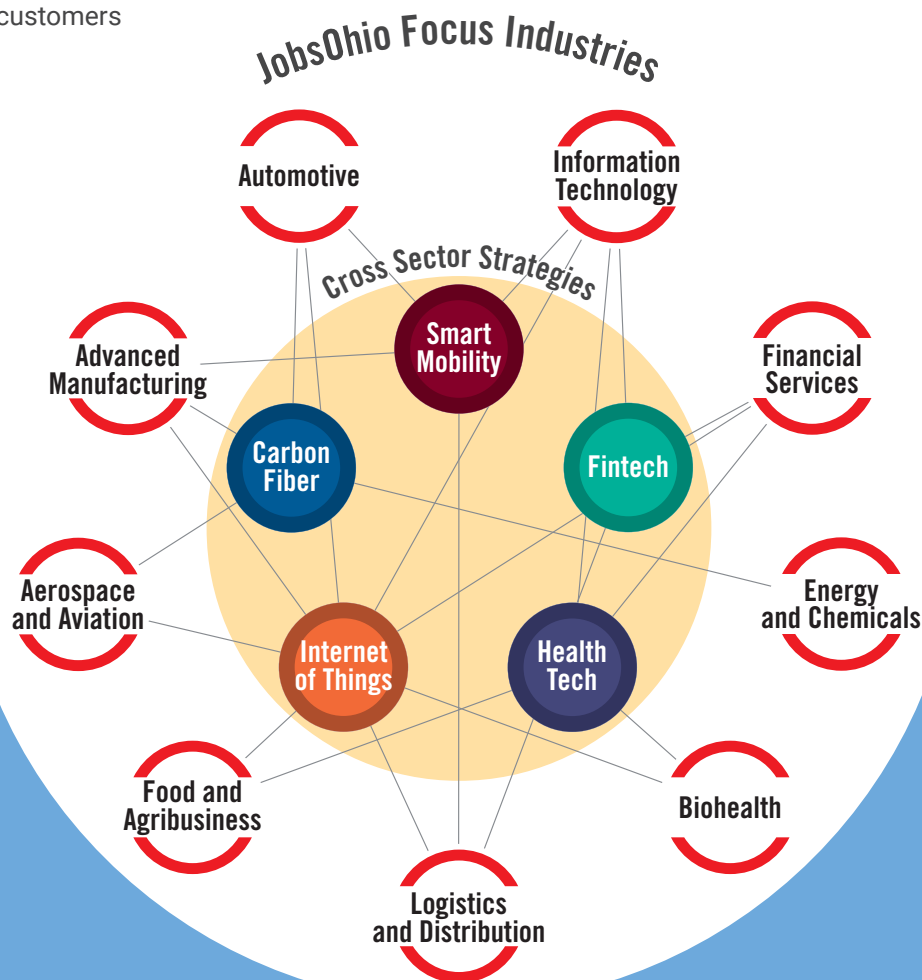 customers
JobsOhio Focus Industries
Automotive
Information
Technology
Cross Sector Strategies
Smart
Mobility
Advanced
Manufacturing
Financial
Services
Carbon
Fiber
Fintech
Aerospace
and Aviation
Energy
and Chemicals
Internet
of Things
Health
Tech
Food and
Agribusiness
Biohealth
Logistics
and Distribution